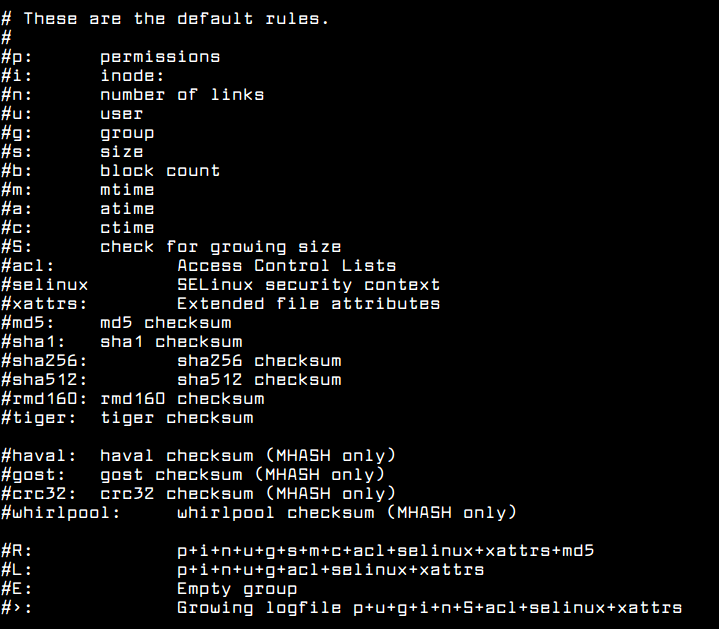 # These are the default rules.
#
#p: permissions
#i: inode:
#n: number of links
#u: user
#g: group
#s: size
#b: block count
#m: mtime
#a: atime
#c: ctime
#S: check for growing size
#acl: Access Control Lists
#selinux SELinux security context
#xattrs: Extended file attributes
#md5: md5 checksum
#sha1: sha1 checksum
#sha256: sha256 checksum
#sha512: sha512 checksum
#rmd160: rmd160 checksum
#tiger: tiger checksum
#haval: haval checksum (MHASH only)
#gost: gost checksum (MHASH only)
#crc32: crc32 checksum (MHASH only)
#whirlpool: whirlpool checksum (MHASH only)
#R: p+i+n+u+g+s+m+c+acl+selinux+xattrs+md5
#L: p+i+n+u+g+acl+selinux+xattrs
#E: Empty group
#>: Growing logfile p+u+g+i+n+S+acl+selinux+xattrs